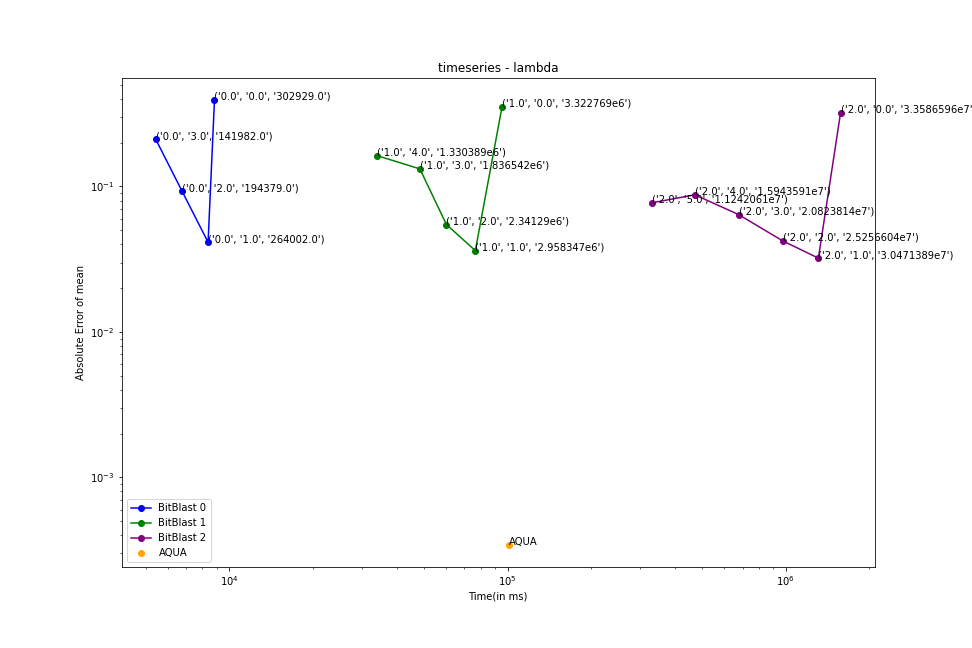 timeseries - lambda
('0.0', '0.0', '302929.0')
('0.0', '3.0', '141982.0')
('0.0', '2.0', '194379.0')
('0.0', '1.0', '264002.0')
('1.0', '0.0', '3.322769e6')
('1.0', '4.0', '1.330389e6')
('1.0', '3.0', '1.836542e6')
('1.0', '2.0', '2.34129e6')
('1.0', '1.0', '2.958347e6')
('2.0', '0.0', '3.3586596e7'
('2.0', '4.0', '1.5943591e7')
('2.0', '5.0', '1.1242061e7')
('2.0', '3.0', '2.0823814e7')
('2.0', '2.0', '2.5256604e7')
('2.0', '1.0', '3.0471389e7')
10⁻¹
10⁻²
10⁻³
Absolute Error of mean
BitBlast 0
BitBlast 1
BitBlast 2
AQUA
AQUA
10⁴
10⁵
10⁶
Time(in ms)